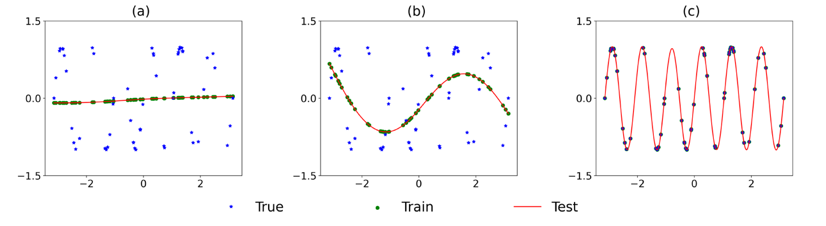 (a) (b) (c)
1.5 1.5 1.5
0.0 0.0 0.0
−1.5 −1.5 −1.5
−2 0 2 −2 0 2 −2 0 2
True Train Test